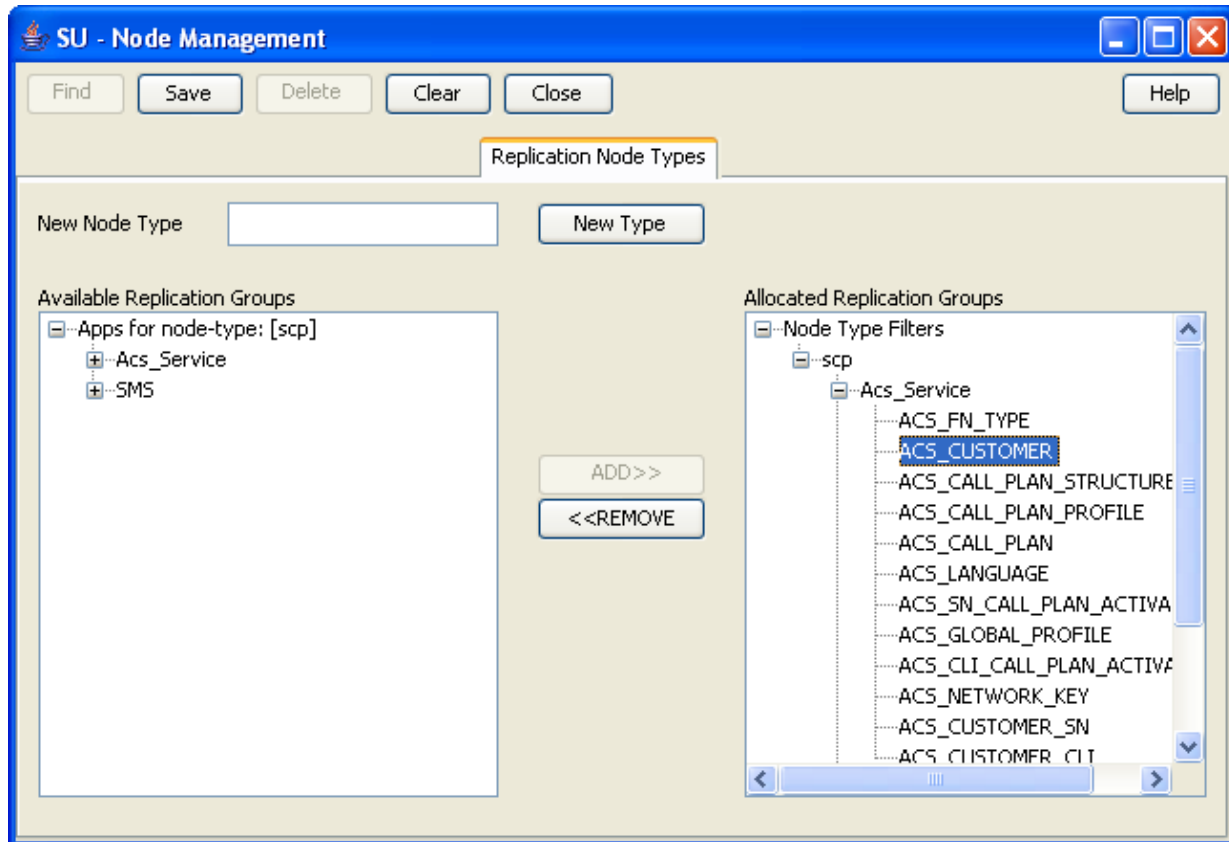 SU - Node Management
Find Save Delete Clear Close Help
Replication Node Types
New Node Type New Type
Available Replication Groups
Apps for node-type: [scp]
Acs_Service
SMS
ADD>>
<<REMOVE
Allocated Replication Groups
Node Type Filters
scp
Acs_Service
ACS_FN_TYPE
ACS_CUSTOMER
ACS_CALL_PLAN_STRUCTURE
ACS_CALL_PLAN_PROFILE
ACS_CALL_PLAN
ACS_LANGUAGE
ACS_SN_CALL_PLAN_ACTIVA
ACS_GLOBAL_PROFILE
ACS_CLI_CALL_PLAN_ACTIVA
ACS_NETWORK_KEY
ACS_CUSTOMER_SN
ACS_CUSTOMER_CLI